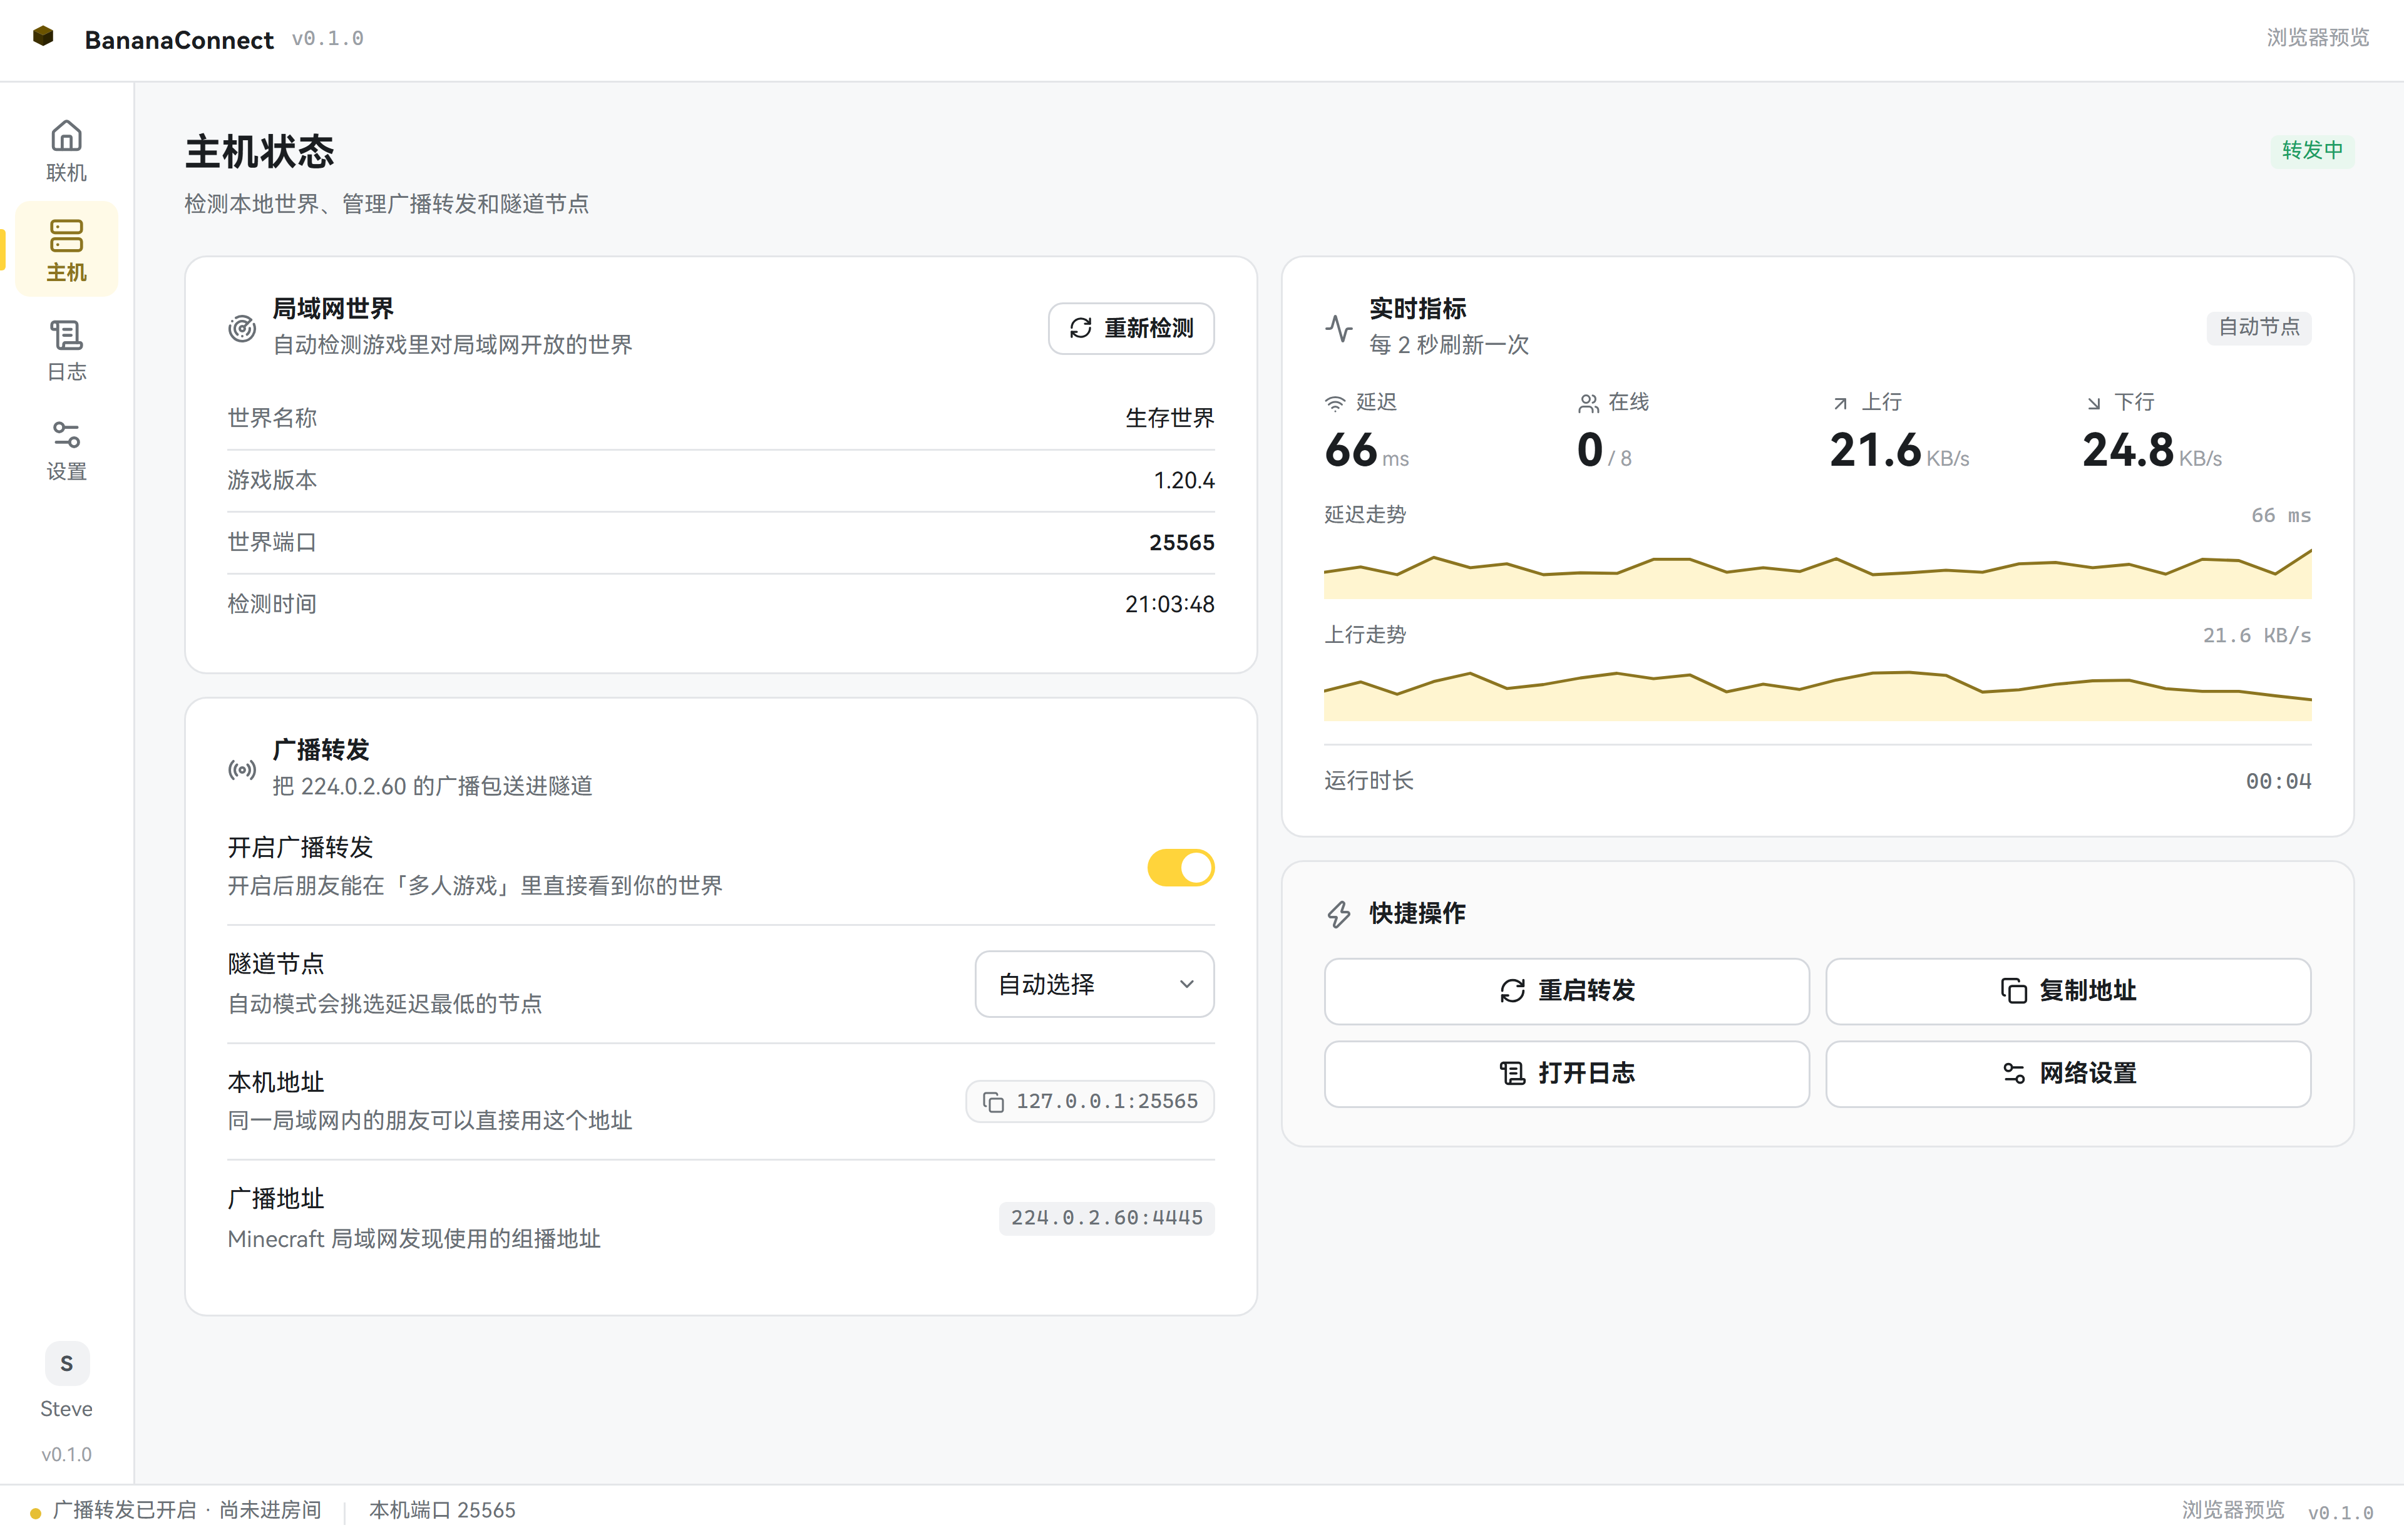 BananaConnect v0.1.0
浏览器预览
联机
主机
日志
设置
S
Steve
v0.1.0
主机状态
检测本地世界、管理广播转发和隧道节点
转发中
局域网世界
自动检测游戏里对局域网开放的世界
重新检测
世界名称 生存世界
游戏版本 1.20.4
世界端口 25565
检测时间 21:03:48
广播转发
把 224.0.2.60 的广播包送进隧道
开启广播转发
开启后朋友能在「多人游戏」里直接看到你的世界
隧道节点
自动模式会挑选延迟最低的节点
自动选择
本机地址
同一局域网内的朋友可以直接用这个地址
127.0.0.1:25565
广播地址
Minecraft 局域网发现使用的组播地址
224.0.2.60:4445
实时指标
每 2 秒刷新一次
自动节点
延迟 在线 上行 下行
66 ms 0 / 8 21.6 KB/s 24.8 KB/s
延迟走势 66 ms
上行走势 21.6 KB/s
运行时长 00:04
快捷操作
重启转发 复制地址
打开日志 网络设置
广播转发已开启 · 尚未进房间 本机端口 25565
浏览器预览 v0.1.0